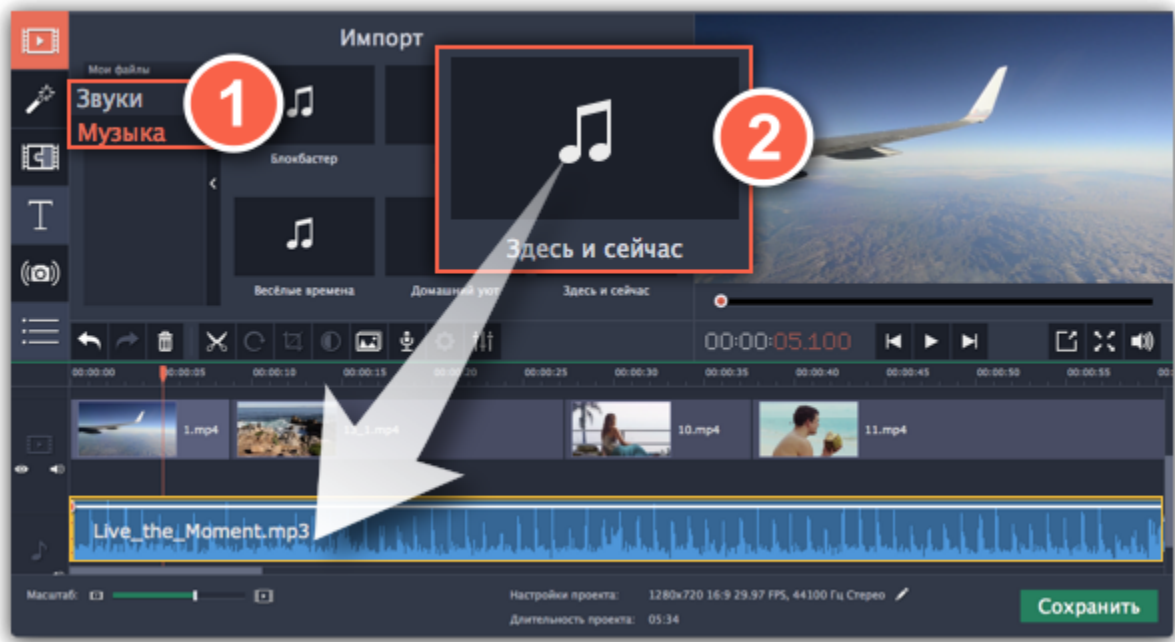 Импорт
Мои файлы
Звуки
Музыка
1
2
Блокбастер
Здесь и сейчас
Весёлые времена
Домашний уют
Здесь и сейчас
T
00:00:05.100
00:00:00
00:00:05
00:00:10
00:00:15
00:00:20
00:00:25
00:00:30
00:00:35
00:00:40
00:00:45
00:00:50
00:00:55
00:
1.mp4
10.mp4
11.mp4
Live_the_Moment.mp3
Масштаб:
Настройки проекта: 1280x720 16:9 29.97 FPS, 44100 Гц Стерео
Длительность проекта: 05:34
Сохранить